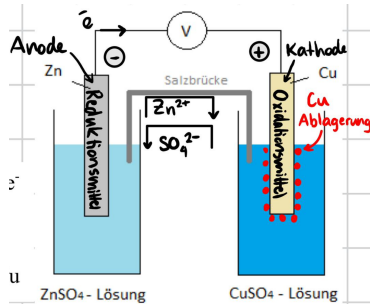 ē
Anode
V
Kathode
-
+
Zn
Cu
Salzbrücke
Reduktionsmittel
Zn²⁺
SO₄²⁻
Oxidationsmittel
Cu
Ablagerung
e⁻
u
ZnSO4 - Lösung
CuSO4 - Lösung